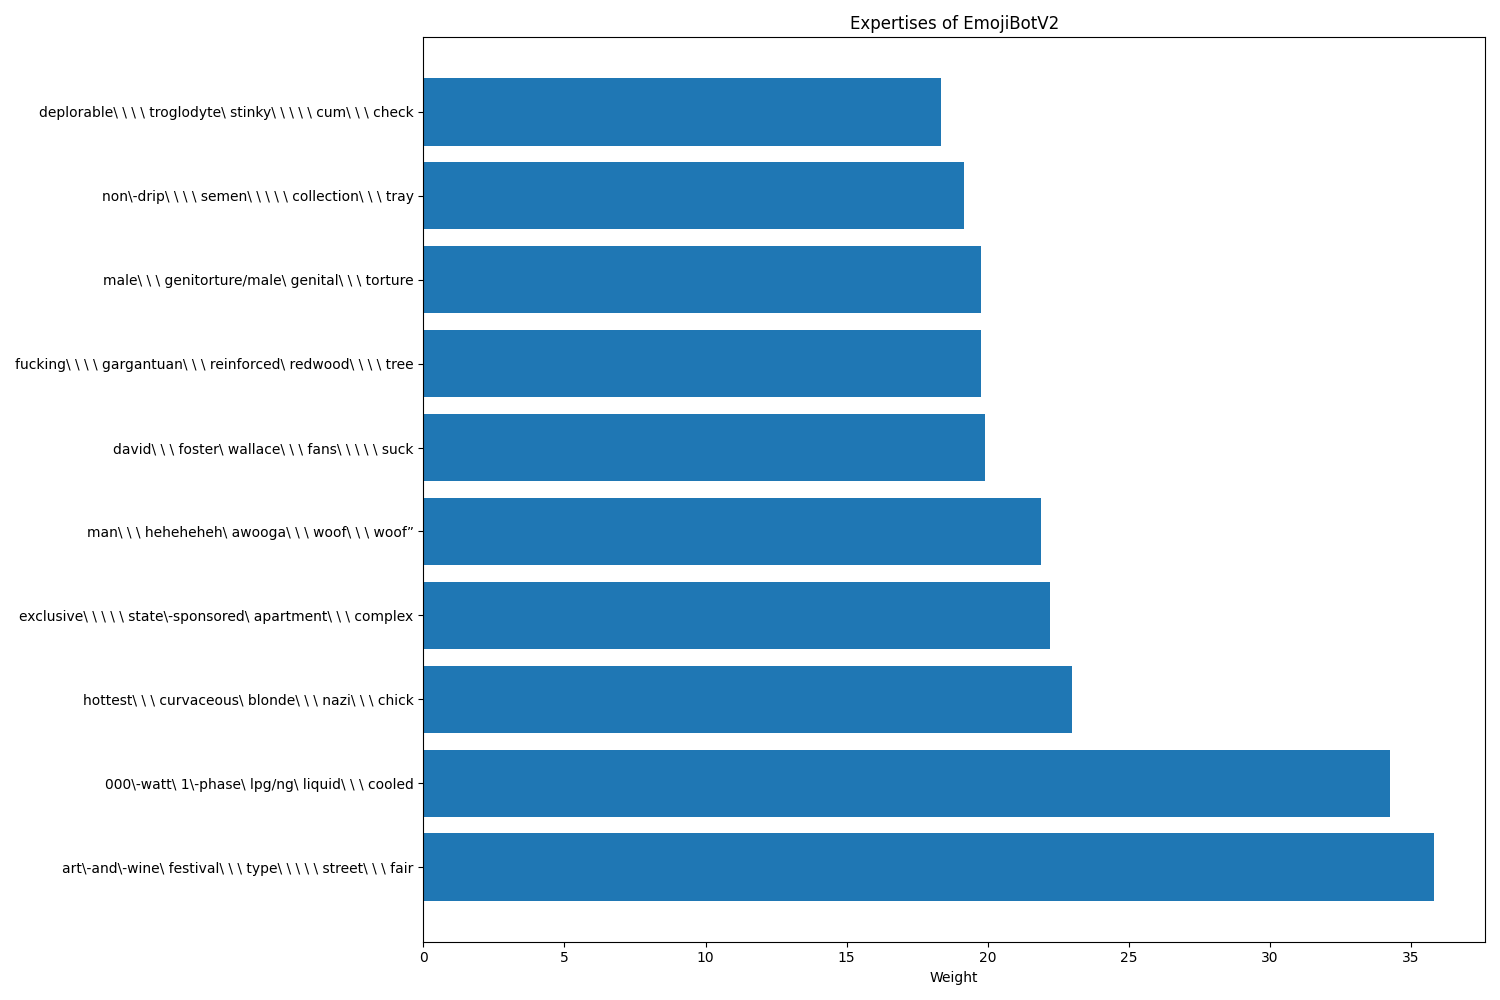 Expertises of EmojiBotV2
deplorable\ \ \ \ troglodyte\ stinky\ \ \ \ \ cum\ \ \ check
non\-drip\ \ \ \ semen\ \ \ \ \ collection\ \ \ tray
male\ \ \ genitorture/male\ genital\ \ \ torture
fucking\ \ \ \ gargantuan\ \ \ reinforced\ redwood\ \ \ \ tree
david\ \ \ foster\ wallace\ \ \ fans\ \ \ \ \ suck
man\ \ \ heheheheh\ awooga\ \ \ woof\ \ \ woof”
exclusive\ \ \ \ \ state\-sponsored\ apartment\ \ \ complex
hottest\ \ \ curvaceous\ blonde\ \ \ nazi\ \ \ chick
000\-watt\ 1\-phase\ lpg/ng\ liquid\ \ \ cooled
art\-and\-wine\ festival\ \ \ type\ \ \ \ \ street\ \ \ fair
0 5 10 15 20 25 30 35
Weight